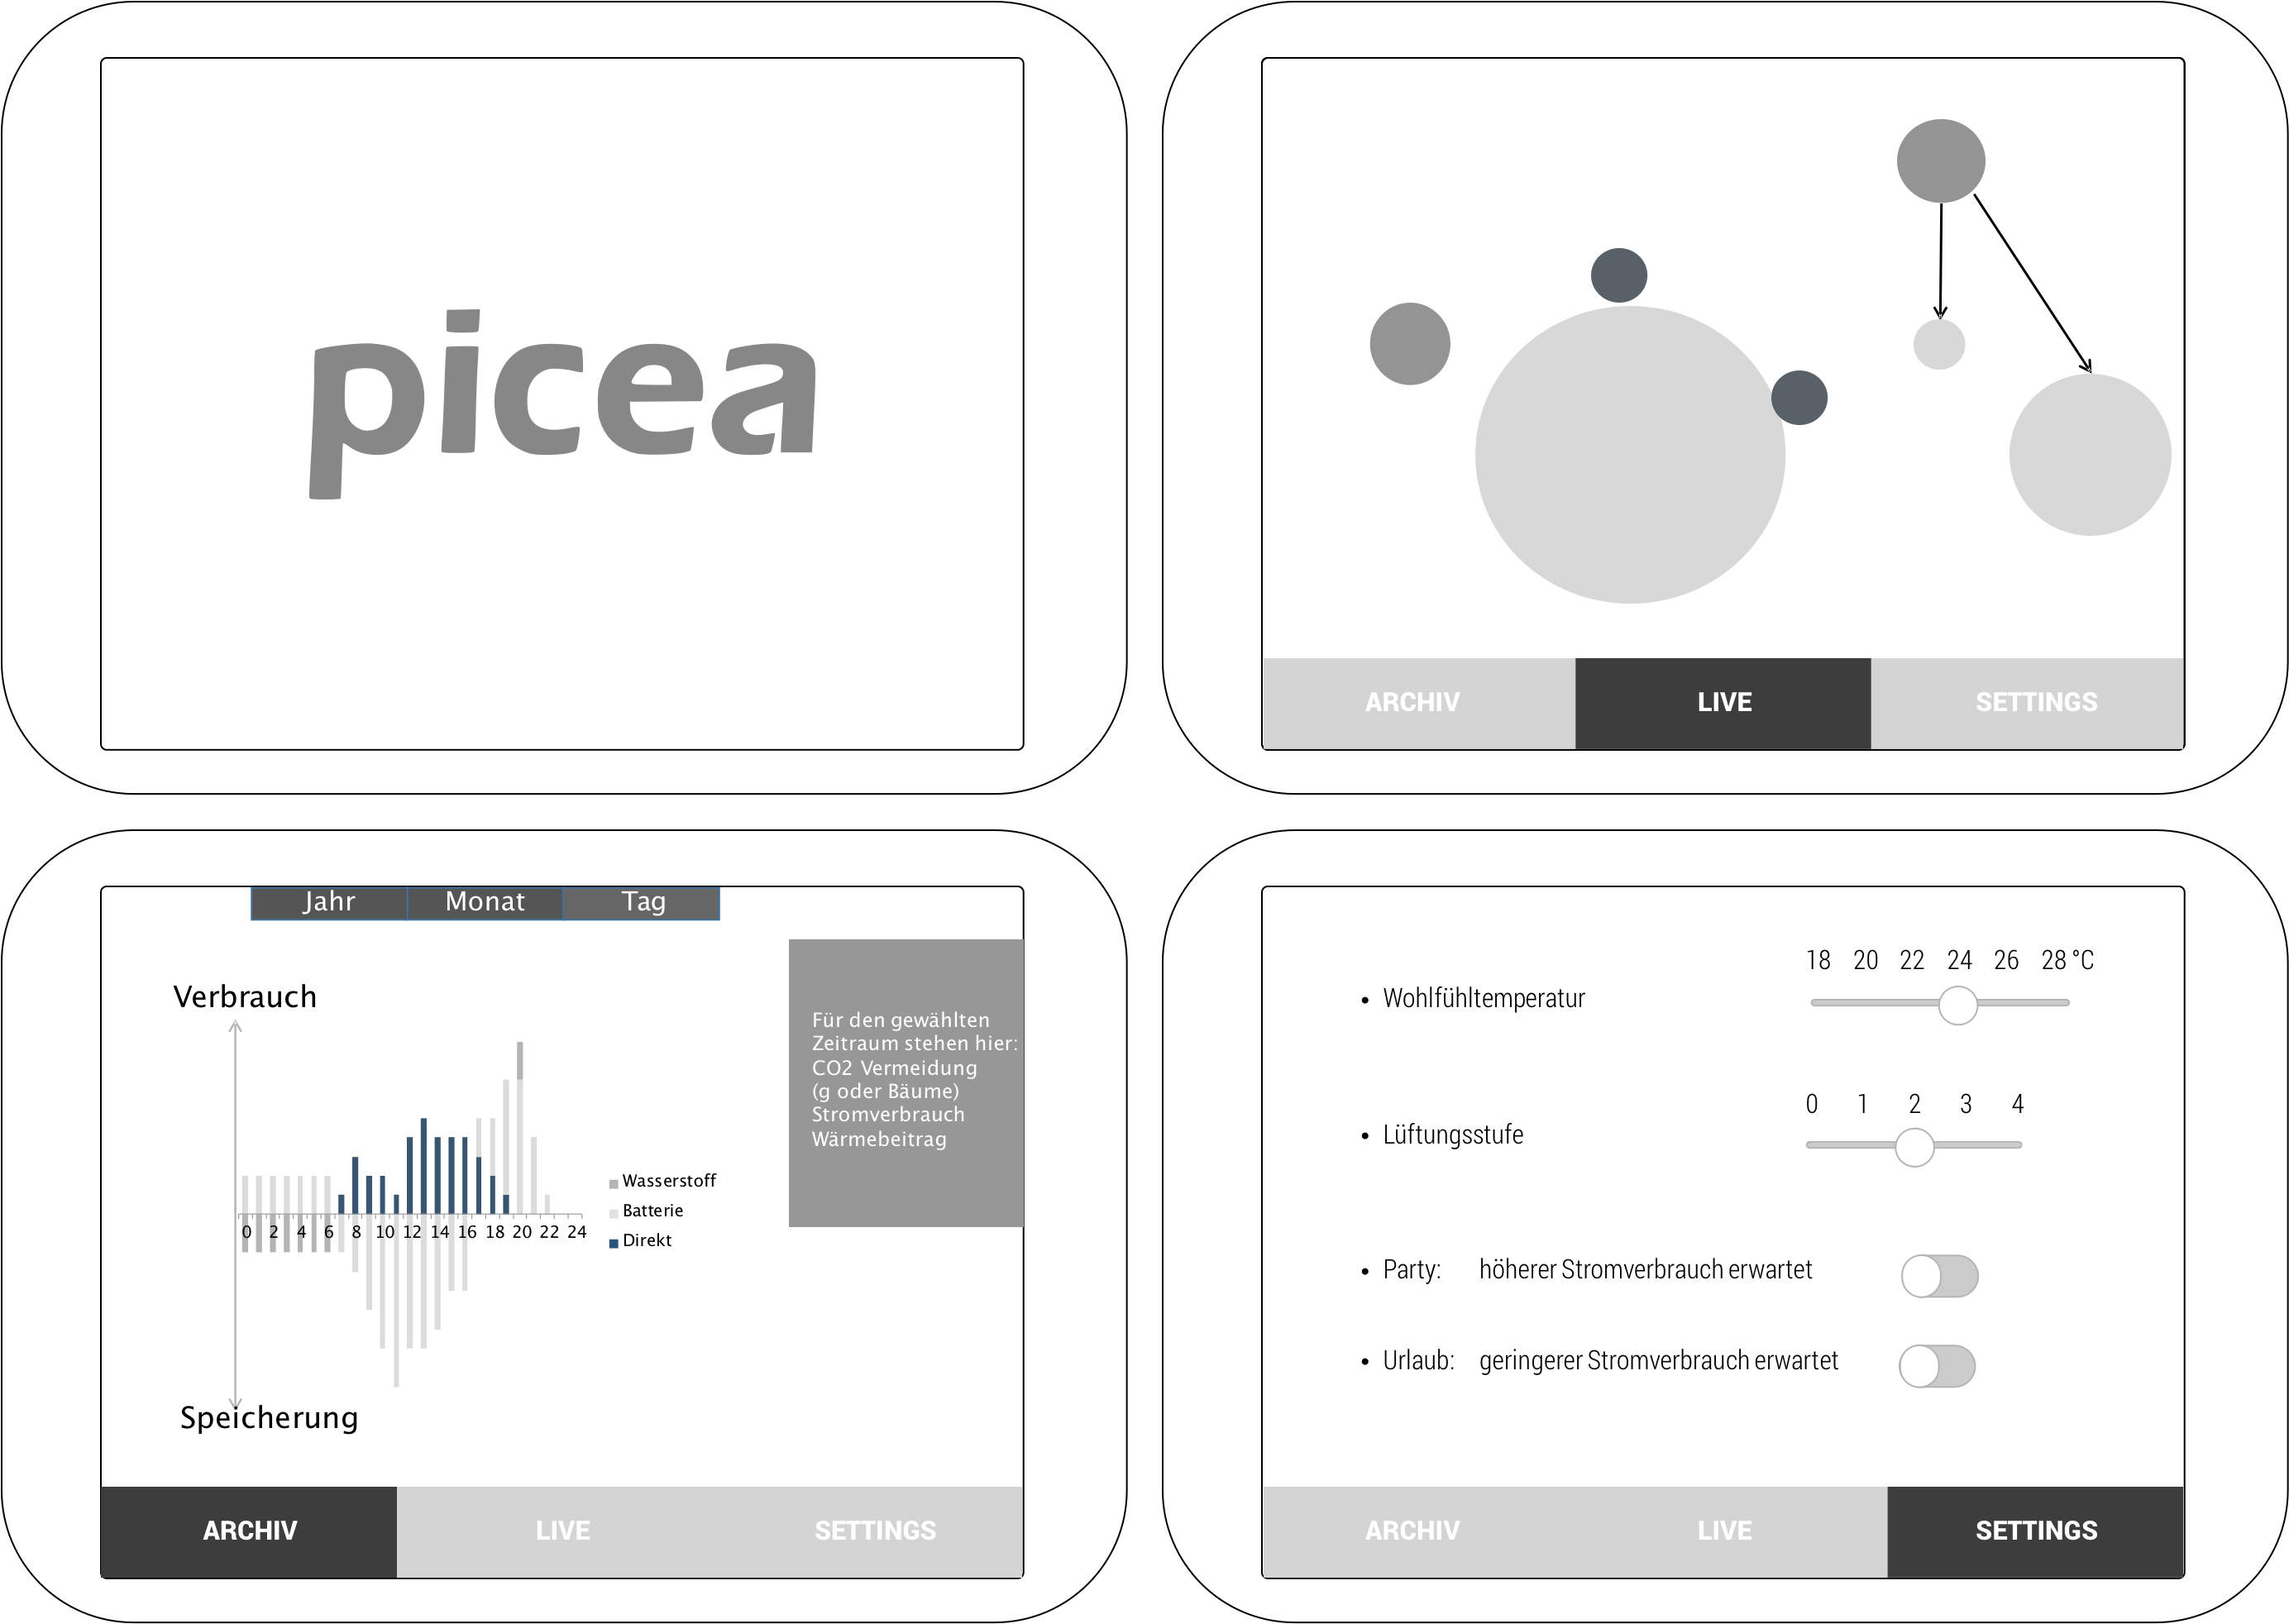 picea
ARCHIV LIVE SETTINGS
Jahr Monat Tag
Verbrauch
Für den gewählten
Zeitraum stehen hier:
CO2 Vermeidung
(g oder Bäume)
Stromverbrauch
Wärmebeitrag
Wasserstoff
Batterie
Direkt
0 2 4 6 8 10 12 14 16 18 20 22 24
Speicherung
ARCHIV LIVE SETTINGS
18 20 22 24 26 28 °C
• Wohlfühltemperatur
0 1 2 3 4
• Lüftungsstufe
• Party: höherer Stromverbrauch erwartet
• Urlaub: geringerer Stromverbrauch erwartet
ARCHIV LIVE SETTINGS